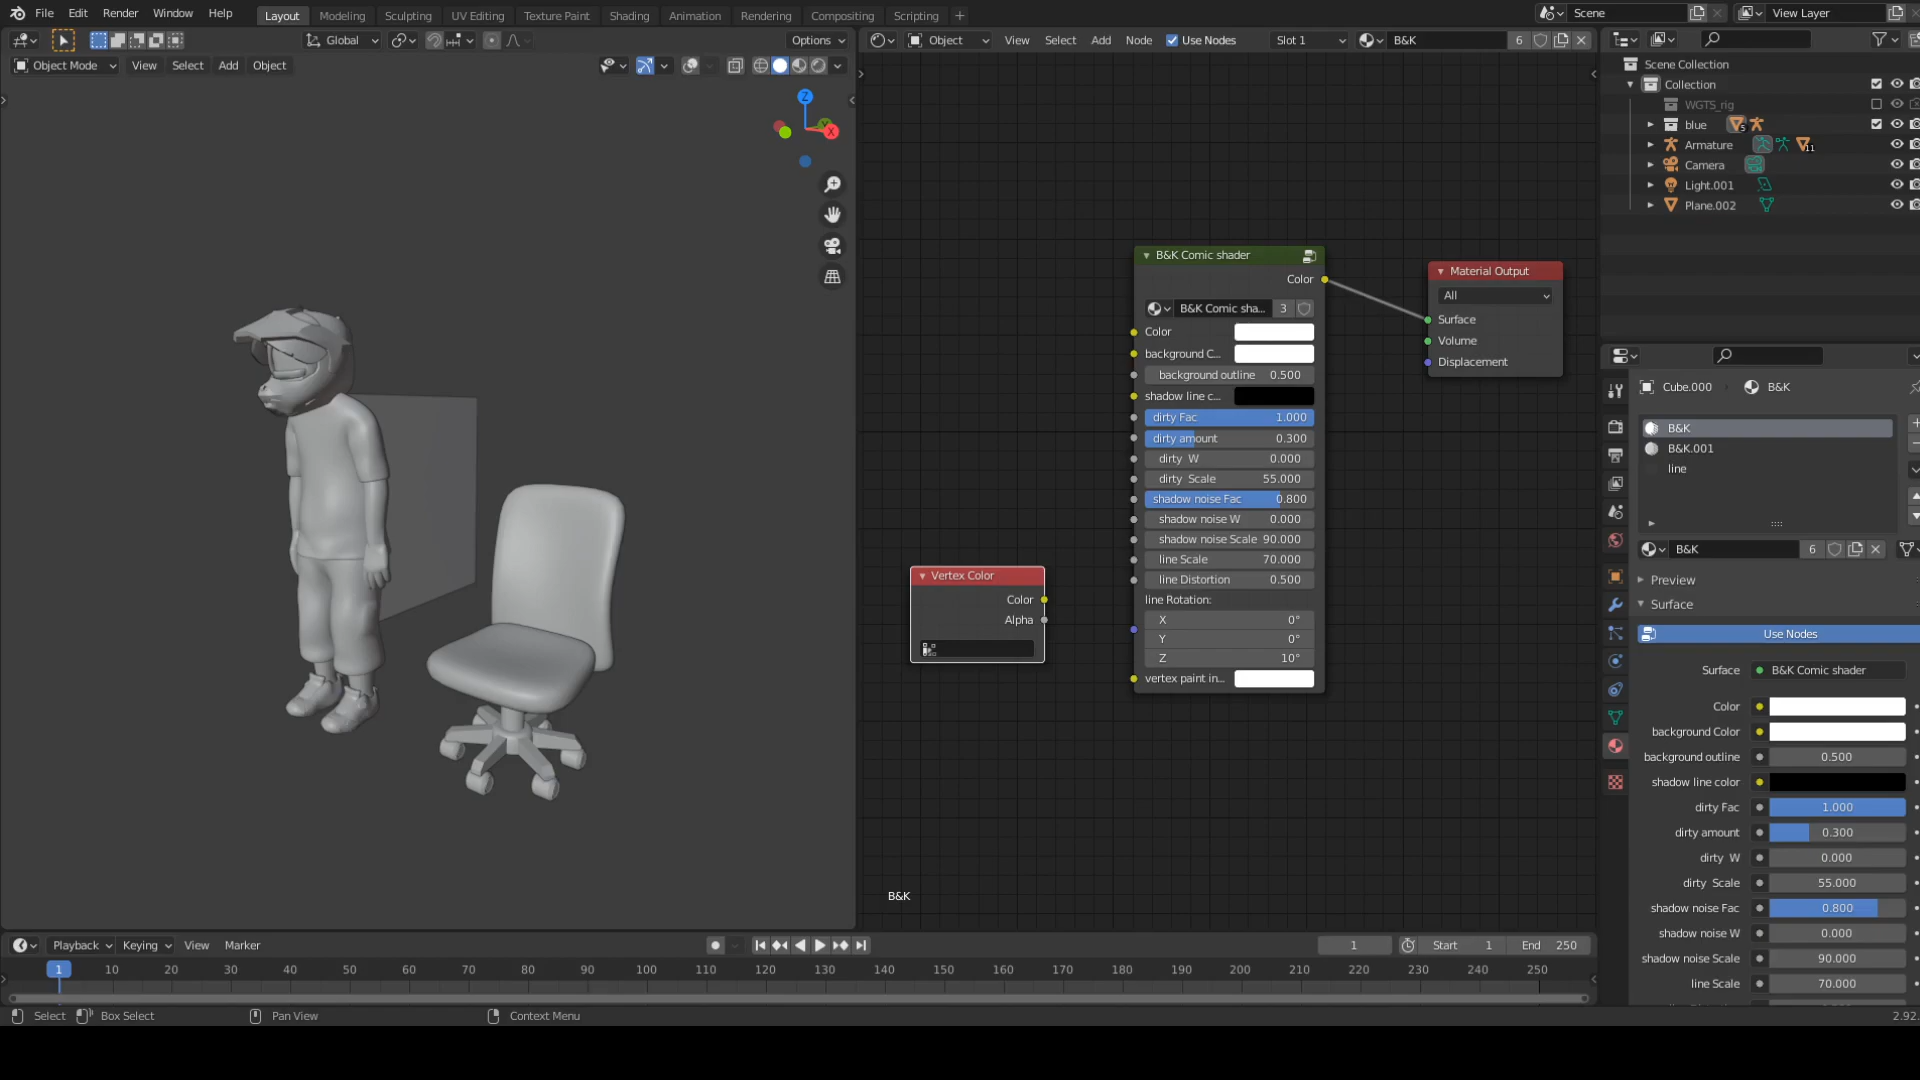 File Edit Render Window Help Layout Modeling Sculpting UV Editing Texture Paint Shading Animation Rendering Compositing Scripting + Scene View Layer
Global Options Object View Select Add Node Use Nodes Slot 1 B&K 6
Object Mode View Select Add Object
Z
Y
X
Scene Collection
Collection
WGTS_rig
blue 5
Armature 11
Camera
Light.001
Plane.002
B&K Comic shader
Color
B&K Comic sha... 3
Color
background C...
background outline 0.500
shadow line c...
dirty Fac 1.000
dirty amount 0.300
dirty W 0.000
dirty Scale 55.000
shadow noise Fac 0.800
shadow noise W 0.000
shadow noise Scale 90.000
line Scale 70.000
line Distortion 0.500
line Rotation:
X 0°
Y 0°
Z 10°
vertex paint in...
Material Output
All
Surface
Volume
Displacement
Vertex Color
Color
Alpha
B&K
Cube.000 B&K
B&K
B&K.001
line
B&K 6
Preview
Surface
Use Nodes
Surface B&K Comic shader
Color
background Color
background outline 0.500
shadow line color
dirty Fac 1.000
dirty amount 0.300
dirty W 0.000
dirty Scale 55.000
shadow noise Fac 0.800
shadow noise W 0.000
shadow noise Scale 90.000
line Scale 70.000
Playback Keying View Marker 1 Start 1 End 250
1 10 20 30 40 50 60 70 80 90 100 110 120 130 140 150 160 170 180 190 200 210 220 230 240 250
Select Box Select Pan View Context Menu 2.92.